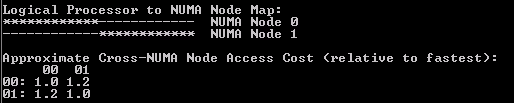 Logical Processor to NUMA Node Map:
************------------  NUMA Node 0
------------************  NUMA Node 1
Approximate Cross-NUMA Node Access Cost (relative to fastest):
     00  01
00: 1.0 1.2
01: 1.2 1.0